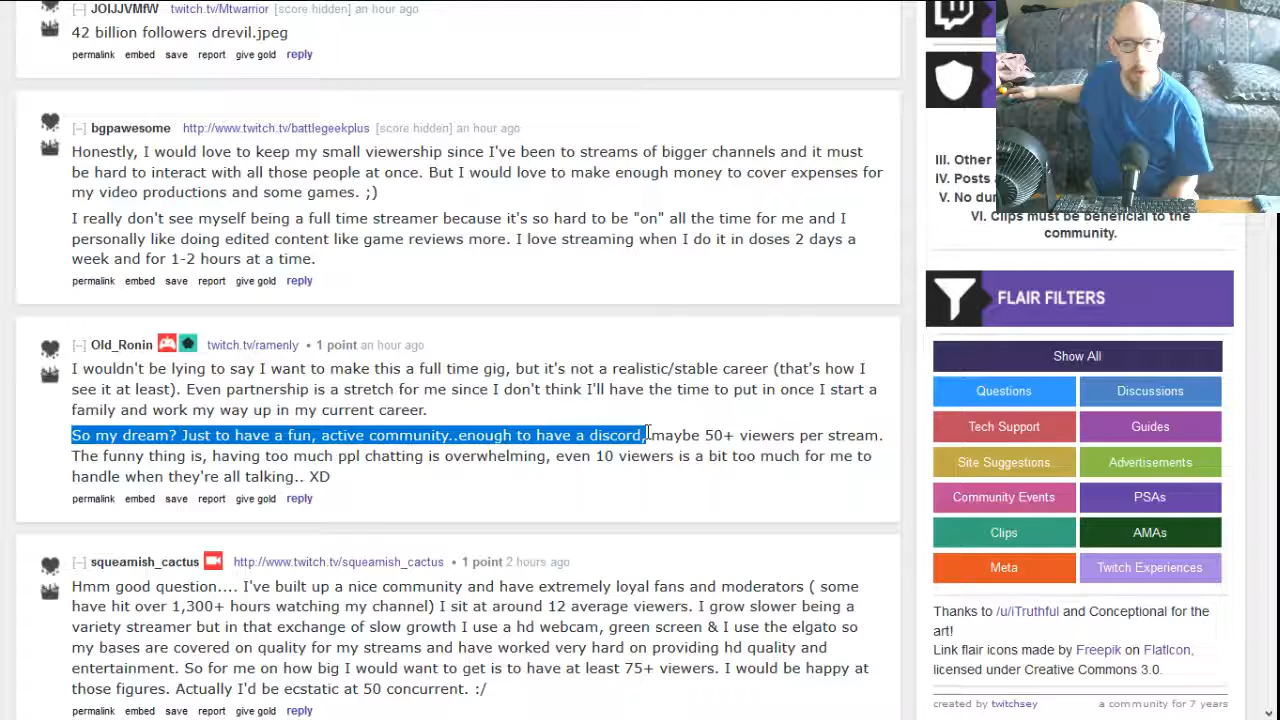 JOIJJVMfW twitch.tv/Mtwarrior [score hidden] an hour ago
42 billion followers drevil.jpeg
permalink embed save report give gold reply
[–] bgpawesome http://www.twitch.tv/battlegeekplus [score hidden] an hour ago
Honestly, I would love to keep my small viewership since I've been to streams of bigger channels and it must
be hard to interact with all those people at once. But I would love to make enough money to cover expenses for
my video productions and some games. ;)
I really don't see myself being a full time streamer because it's so hard to be "on" all the time for me and I
personally like doing edited content like game reviews more. I love streaming when I do it in doses 2 days a
week and for 1-2 hours at a time.
permalink embed save report give gold reply
[–] Old_Ronin twitch.tv/ramenly • 1 point an hour ago
I wouldn't be lying to say I want to make this a full time gig, but it's not a realistic/stable career (that's how I
see it at least). Even partnership is a stretch for me since I don't think I'll have the time to put in once I start a
family and work my way up in my current career.
So my dream? Just to have a fun, active community..enough to have a discord, maybe 50+ viewers per stream.
The funny thing is, having too much ppl chatting is overwhelming, even 10 viewers is a bit too much for me to
handle when they're all talking.. XD
permalink embed save report give gold reply
[–] squeamish_cactus http://www.twitch.tv/squeamish_cactus • 1 point 2 hours ago
Hmm good question.... I've built up a nice community and have extremely loyal fans and moderators ( some
have hit over 1,300+ hours watching my channel) I sit at around 12 average viewers. I grow slower being a
variety streamer but in that exchange of slow growth I use a hd webcam, green screen & I use the elgato so
my bases are covered on quality for my streams and have worked very hard on providing hd quality and
entertainment. So for me on how big I would want to get is to have at least 75+ viewers. I would be happy at
those figures. Actually I'd be ecstatic at 50 concurrent. :/
permalink embed save report give gold reply
III. Other
IV. Posts
V. No
VI. Clips must be beneficial to the
community.
FLAIR FILTERS
Show All
Questions Discussions
Tech Support Guides
Site Suggestions Advertisements
Community Events PSAs
Clips AMAs
Meta Twitch Experiences
Thanks to /u/iTruthful and Conceptional for the
art!
Link flair icons made by Freepik on FlatIcon,
licensed under Creative Commons 3.0.
created by twitchsey a community for 7 years